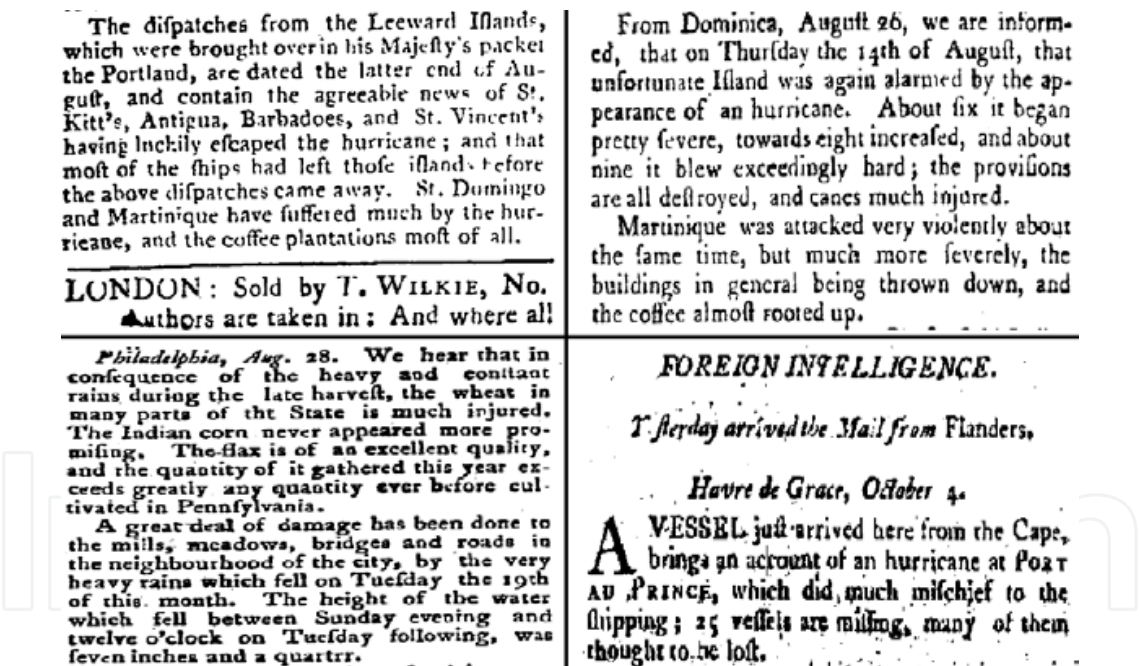 The diſpatches from the Leeward Iſlands,
which were brought over in his Majeſty's packet
the Portland, are dated the latter end of Au-
guſt, and contain the agreeable news of St.
Kitt's, Antigua, Barbadoes, and St. Vincent's
having luckily eſcaped the hurricane; and that
moſt of the ſhips had left thoſe iſlands before
the above diſpatches came away. St. Domingo
and Martinique have ſuffered much by the hur-
ricane, and the coffee plantations moſt of all.
LONDON: Sold by T. WILKIE, No.
Authors are taken in: And where all
From Dominica, Auguſt 26, we are inform-
ed, that on Thurſday the 14th of Auguſt, that
unfortunate Iſland was again alarmed by the ap-
pearance of an hurricane. About ſix it began
pretty ſevere, towards eight increaſed, and about
nine it blew exceedingly hard; the proviſions
are all deſtroyed, and canes much injured.
Martinique was attacked very violently about
the ſame time, but much more ſeverely, the
buildings in general being thrown down, and
the coffee almoſt rooted up.
Philadelphia, Aug. 28. We hear that in
conſequence of the heavy and conſtant
rains during the late harveſt, the wheat in
many parts of tht State is much injured.
The Indian corn never appeared more pro-
miſing. The flax is of an excellent quality,
and the quantity of it gathered this year ex-
ceeds greatly any quantity ever before cul-
tivated in Pennſylvania.
A great deal of damage has been done to
the mills, meadows, bridges and roads in
the neighbourhood of the city, by the very
heavy rains which fell on Tueſday the 19th
of this month. The height of the water
which fell between Sunday evening and
twelve o'clock on Tueſday following, was
ſeven inches and a quartrr.
FOREIGN INTELLIGENCE.
Yeſterday arrived the Mail from Flanders,
Havre de Grace, October 4.
A VESSEL juſt arrived here from the Cape,
brings an account of an hurricane at PORT
AU PRINCE, which did much miſchief to the
ſhipping; 25 veſſels are miſſing, many of them
thought to be loſt.